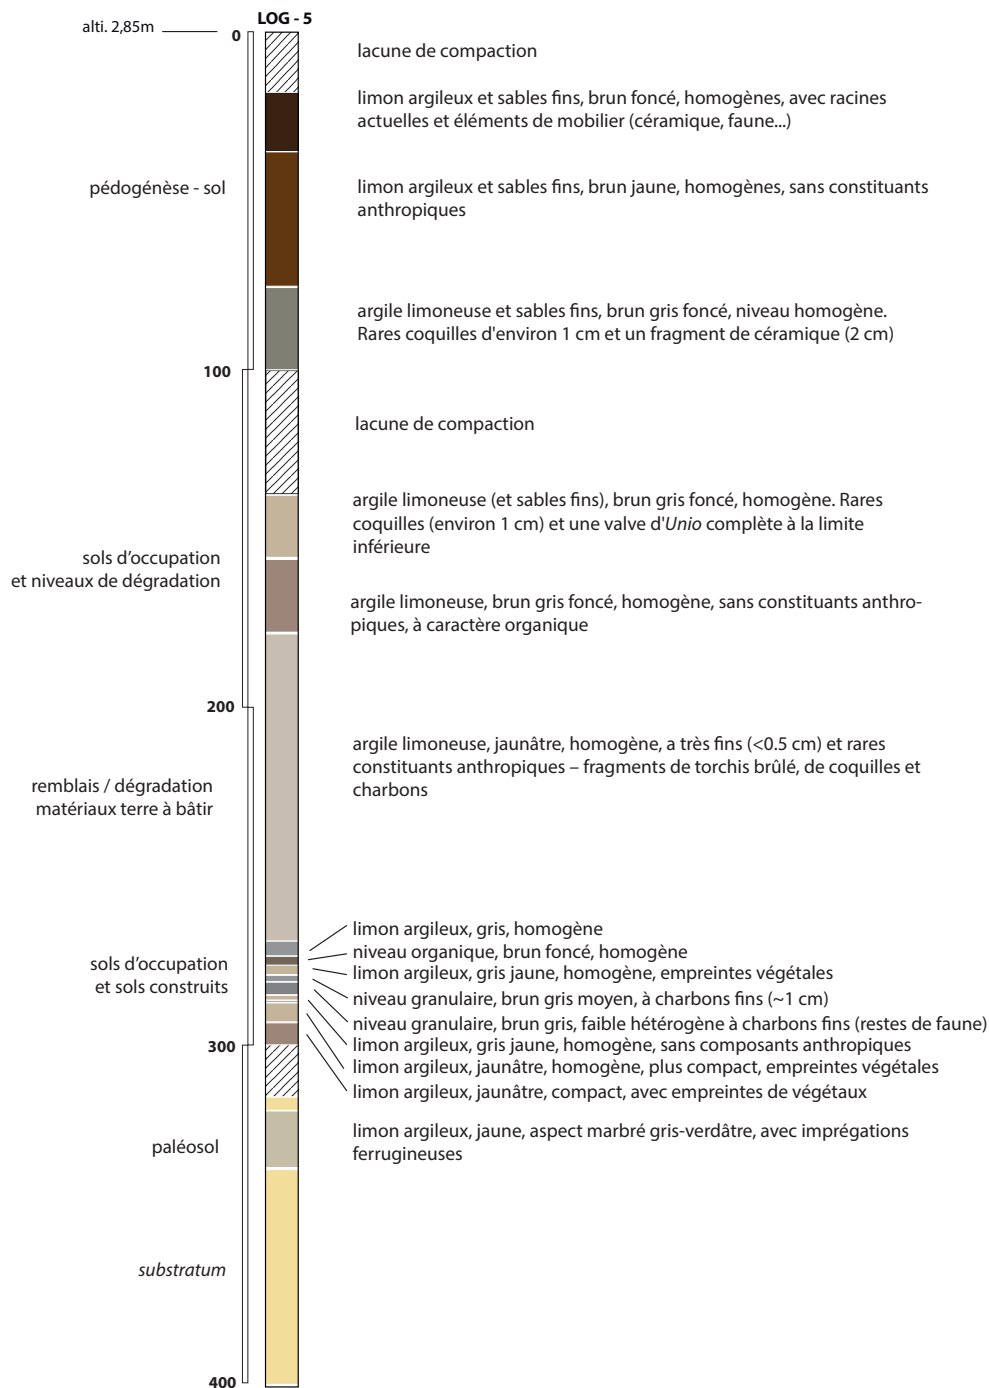 LOG - 5
alti. 2,85m
0
lacune de compaction
limon argileux et sables fins, brun foncé, homogènes, avec racines
actuelles et éléments de mobilier (céramique, faune...)
pédogénèse - sol
limon argileux et sables fins, brun jaune, homogènes, sans constituants
anthropiques
argile limoneuse et sables fins, brun gris foncé, niveau homogène.
Rares coquilles d'environ 1 cm et un fragment de céramique (2 cm)
100
lacune de compaction
argile limoneuse (et sables fins), brun gris foncé, homogène. Rares
coquilles (environ 1 cm) et une valve d'Unio complète à la limite
inférieure
sols d’occupation
et niveaux de dégradation
argile limoneuse, brun gris foncé, homogène, sans constituants anthro-
piques, à caractère organique
200
argile limoneuse, jaunâtre, homogène, a très fins (<0.5 cm) et rares
constituants anthropiques – fragments de torchis brûlé, de coquilles et
charbons
remblais / dégradation
matériaux terre à bâtir
limon argileux, gris, homogène
niveau organique, brun foncé, homogène
limon argileux, gris jaune, homogène, empreintes végétales
niveau granulaire, brun gris moyen, à charbons fins (~1 cm)
niveau granulaire, brun gris, faible hétérogène à charbons fins (restes de faune)
limon argileux, gris jaune, homogène, sans composants anthropiques
limon argileux, jaunâtre, homogène, plus compact, empreintes végétales
limon argileux, jaunâtre, compact, avec empreintes de végétaux
sols d’occupation
et sols construits
300
limon argileux, jaune, aspect marbré gris-verdâtre, avec imprégations
ferrugineuses
paléosol
substratum
400